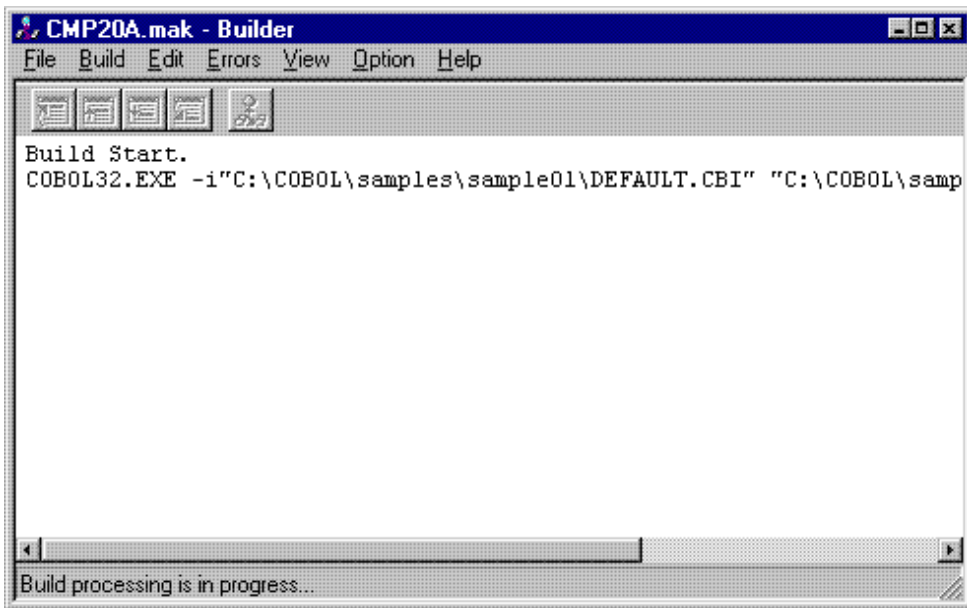 CMP20A.mak - Builder
File Build Edit Errors View Option Help
Build Start.
COBOL32.EXE -i"C:\COBOL\samples\sample01\DEFAULT.CBI" "C:\COBOL\samp
Build processing is in progress...